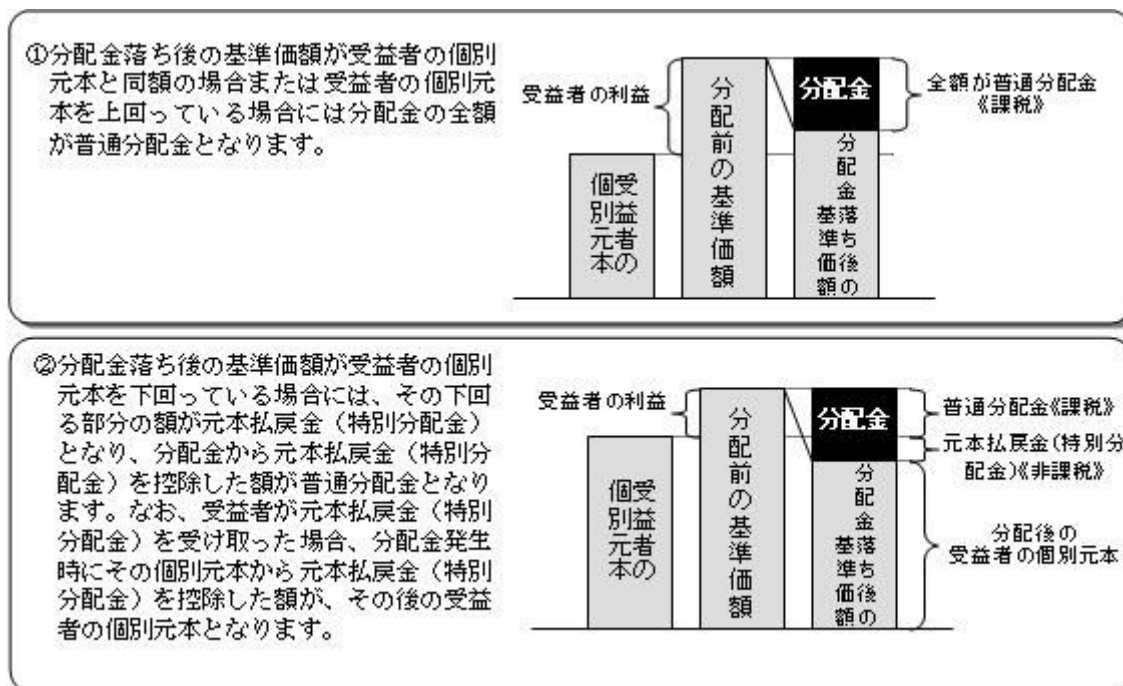 ①分配金落ち後の基準価額が受益者の個別
元本と同額の場合または受益者の個別元
本を上回っている場合には分配金の全額
が普通分配金となります。
受益者の利益
受益者の
個別元本
分配前の基準価額
分配金
分配金落ち後の
基準価額
全額が普通分配金
《課税》
②分配金落ち後の基準価額が受益者の個別
元本を下回っている場合には、その下回
る部分の額が元本払戻金（特別分配金）
となり、分配金から元本払戻金（特別分
配金）を控除した額が普通分配金となり
ます。なお、受益者が元本払戻金（特別
分配金）を受け取った場合、分配金発生
時にその個別元本から元本払戻金（特別
分配金）を控除した額が、その後の受益
者の個別元本となります。
受益者の利益
受益者の
個別元本
分配前の基準価額
分配金
分配金落ち後の
基準価額
普通分配金《課税》
元本払戻金（特別分
配金）《非課税》
分配後の
受益者の個別元本